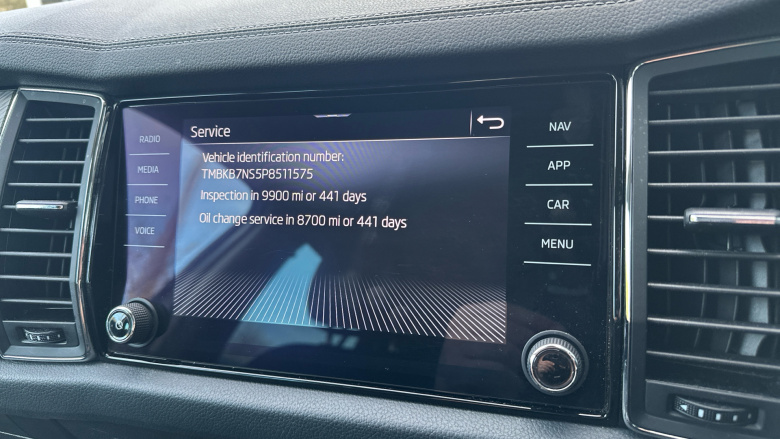 RADIO
MEDIA
PHONE
VOICE
Service
Vehicle identification number:
TMBKB7NS5P8511575
Inspection in 9900 mi or 441 days
Oil change service in 8700 mi or 441 days
NAV
APP
CAR
MENU